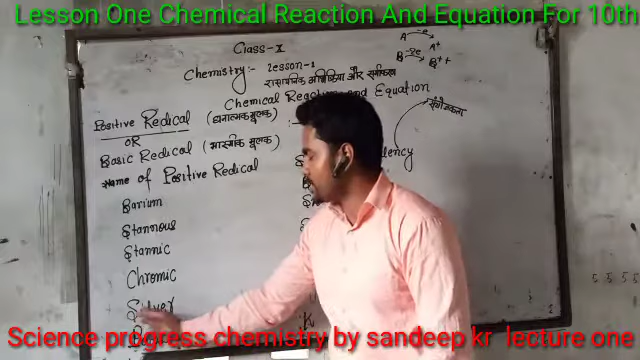 Lesson One Chemical Reaction And Equation For 10th
Class-X
A -e→ A+
B -2e→ B++
Chemistry:- Lesson-1
रासायनिक अभिक्रिया और समीकरण
Chemical Reaction and Equation
Positive Redical (धनात्मक मूलक)
OR
Basic Redical (भास्मीक मूलक)
संयोजकता
Name of Positive Redical
Barium
Stannous
Stannic
Chromic
Silver
K
Science progress chemistry by sandeep kr lecture one